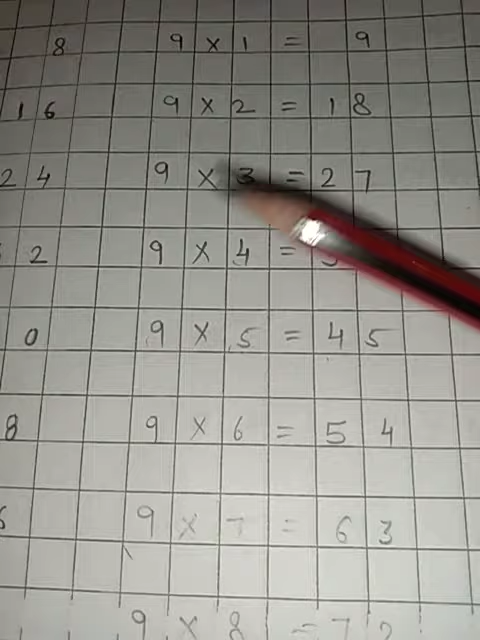 8 9 × 1 = 9
16 9 × 2 = 18
24 9 × 3 = 27
2 9 × 4 =
0 9 × 5 = 45
8 9 × 6 = 54
9 × 7 = 63
9 × 8 = 72